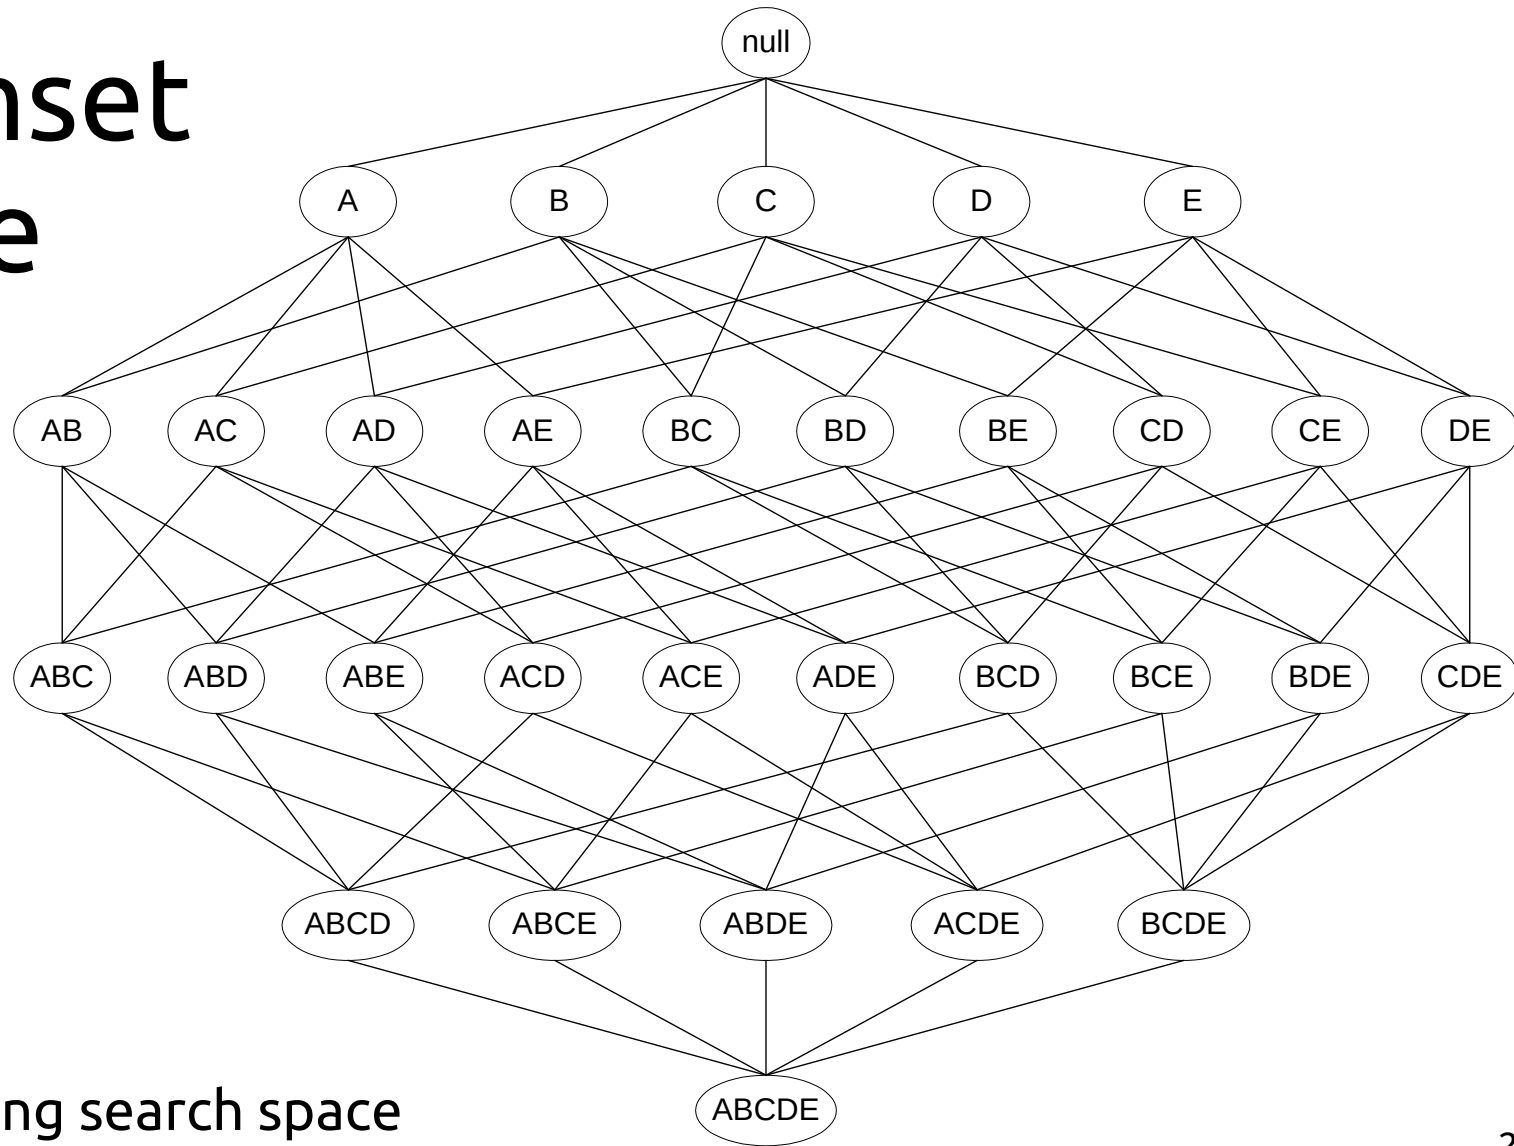 null
nset
A B C D E
e
AB AC AD AE BC BD BE CD CE DE
ABC ABD ABE ACD ACE ADE BCD BCE BDE CDE
ABCD ABCE ABDE ACDE BCDE
ng search space
ABCDE
2